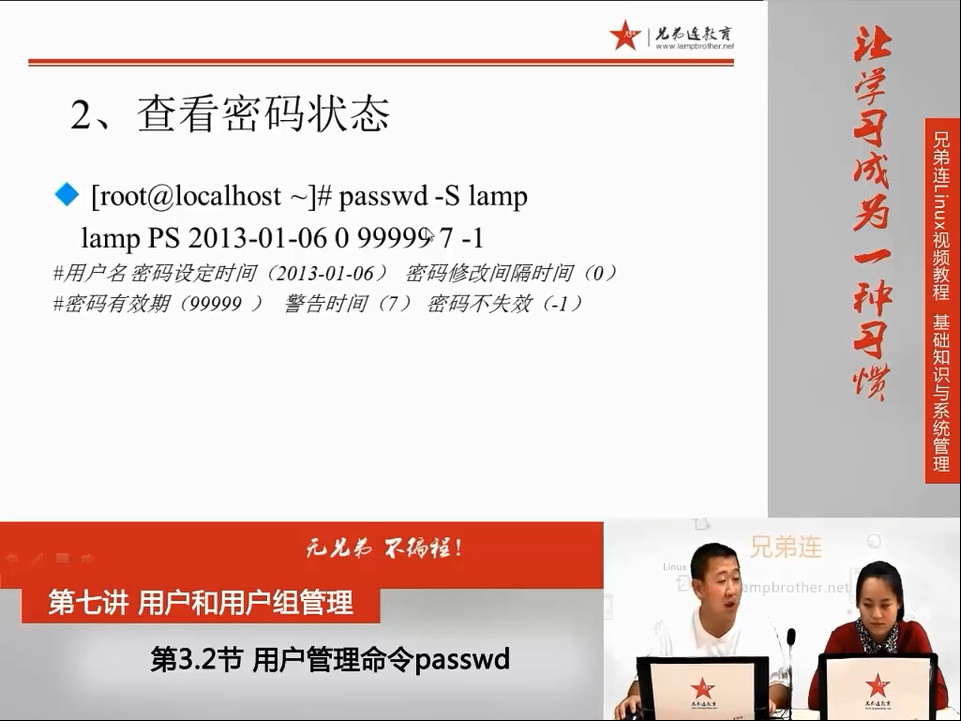 兄弟连教育
www.lampbrother.net
2、查看密码状态
[root@localhost ~]# passwd -S lamp
lamp PS 2013-01-06 0 99999 7 -1
#用户名 密码设定时间（2013-01-06） 密码修改间隔时间（0）
#密码有效期（99999 ） 警告时间（7） 密码不失效（-1）
让学习成为一种习惯
兄弟连Linux视频教程 基础知识与系统管理
无兄弟 不编程!
第七讲 用户和用户组管理
第3.2节 用户管理命令passwd
兄弟连
Linux
lampbrother.net
兄弟连
兄弟连